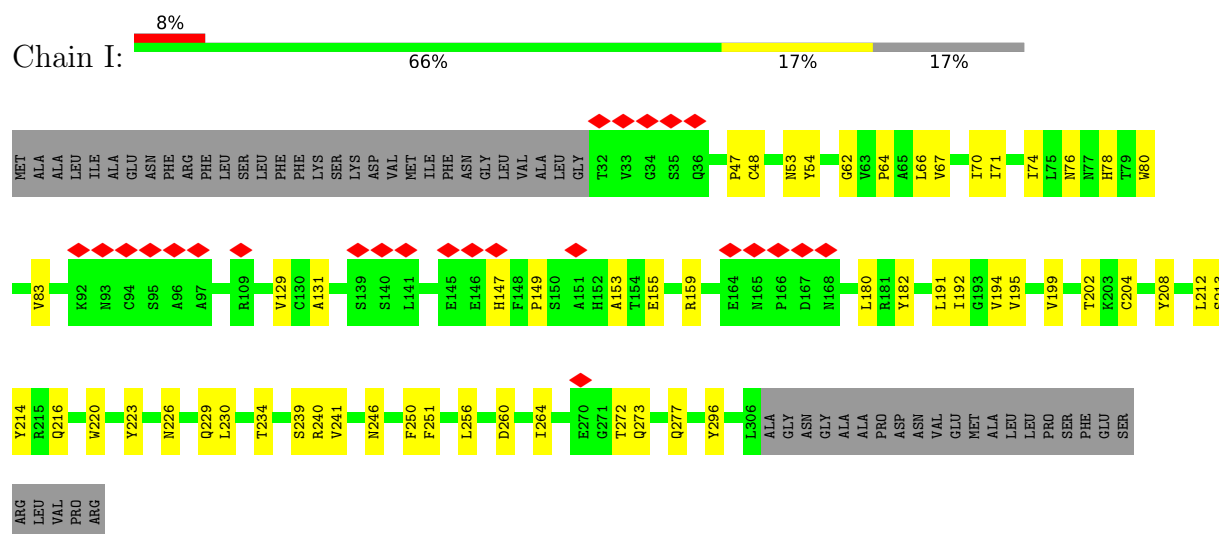 8%
Chain I:
66% 17% 17%
MET ALA ALA LEU ILE ALA GLU ASN PHE ARG PHE LEU SER LEU PHE PHE LYS SER LYS ASP VAL MET ILE PHE ASN GLY LEU VAL ALA LEU GLY T32 V33 G34 S35 Q36 P47 C48 N53 Y54 G62 V63 P64 A65 L66 V67 I70 I71 I74 L75 N76 N77 H78 T79 W80
V83 K92 N93 C94 S95 A96 A97 R109 V129 C130 A131 S139 S140 L141 E145 E146 H147 F148 P149 S150 A151 H152 A153 T154 E155 R159 E164 N165 P166 D167 N168 L180 R181 Y182 L191 I192 G193 V194 V195 V199 T202 K203 C204 Y208 L212 S213
Y214 R215 Q216 W220 Y223 N226 Q229 L230 T234 S239 R240 V241 N246 F250 F251 L256 D260 I264 E270 G271 T272 Q273 Q277 Y296 L306 ALA GLY ASN GLY ALA ALA PRO ASP ASN VAL GLU MET ALA LEU LEU PRO SER PHE GLU SER
ARG LEU VAL PRO ARG